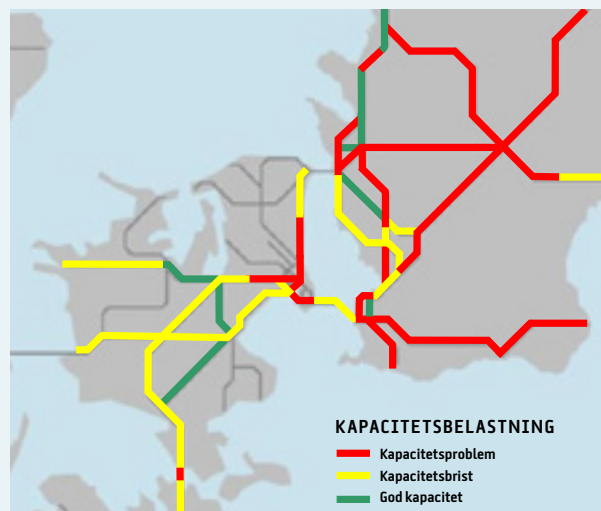 KAPACITETSBELASTNING
Kapacitetsproblem
Kapacitetsbrist
God kapacitet